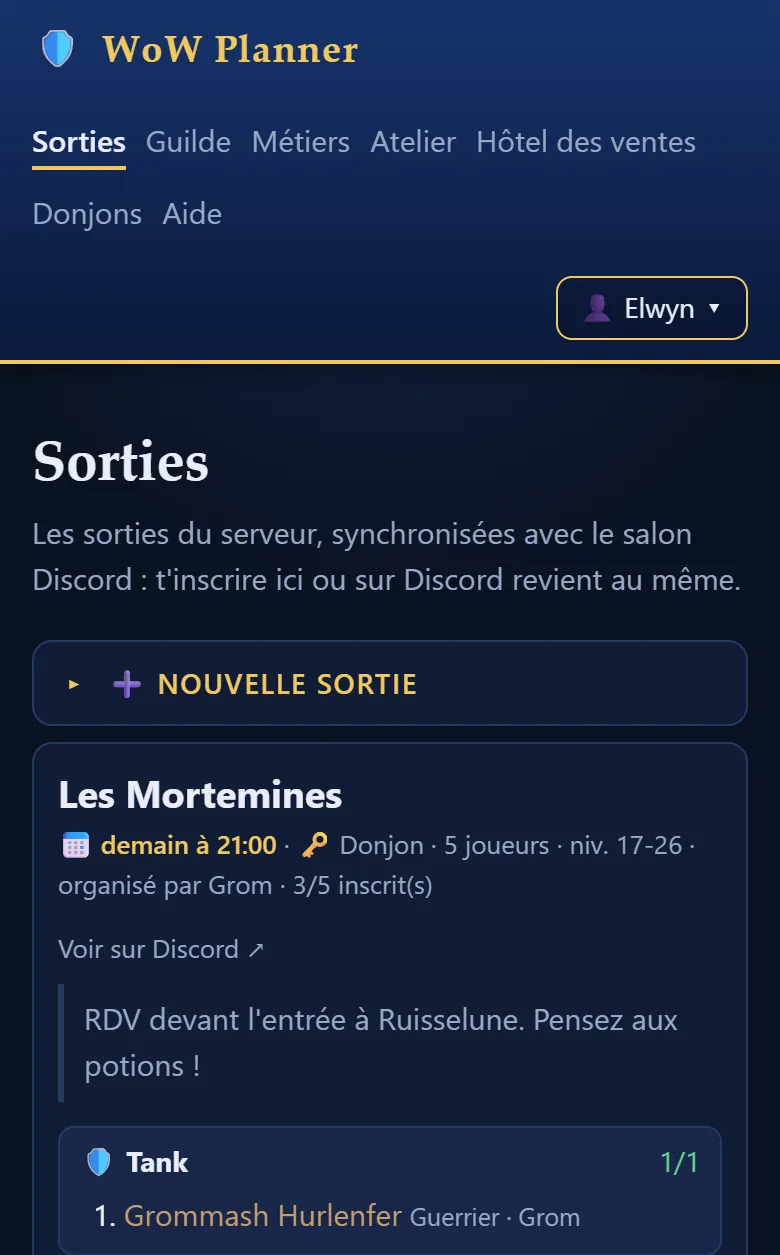 WoW Planner
Sorties Guilde Métiers Atelier Hôtel des ventes
Donjons Aide
Elwyn ▾
Sorties
Les sorties du serveur, synchronisées avec le salon
Discord : t'inscrire ici ou sur Discord revient au même.
▸ ➕ NOUVELLE SORTIE
Les Mortemines
demain à 21:00 · Donjon · 5 joueurs · niv. 17-26 ·
organisé par Grom · 3/5 inscrit(s)
Voir sur Discord ↗
RDV devant l'entrée à Ruisselune. Pensez aux
potions !
Tank 1/1
1. Grommash Hurlenfer Guerrier · Grom